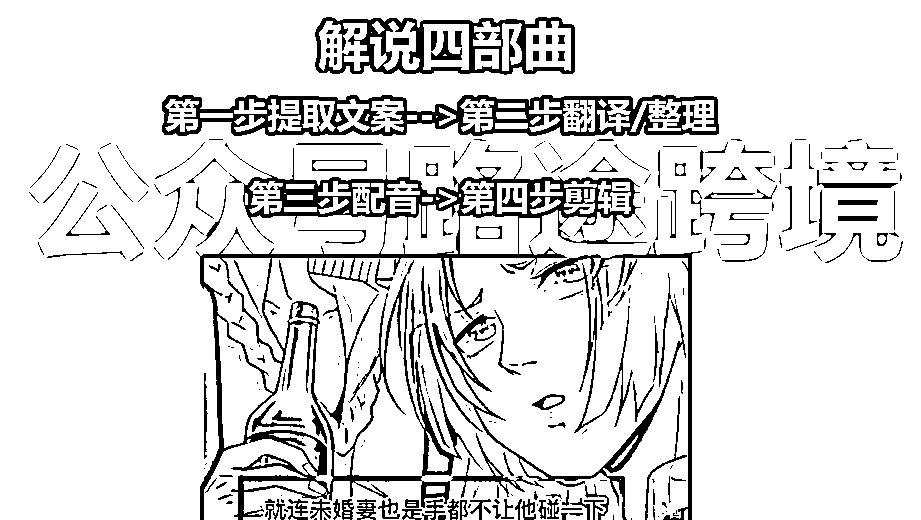 解说四部曲
第一步提取文案-->第二步翻译/整理
公众号路途跨境
第三步配音->第四步剪辑
就连未婚妻也是手都不让他碰一下